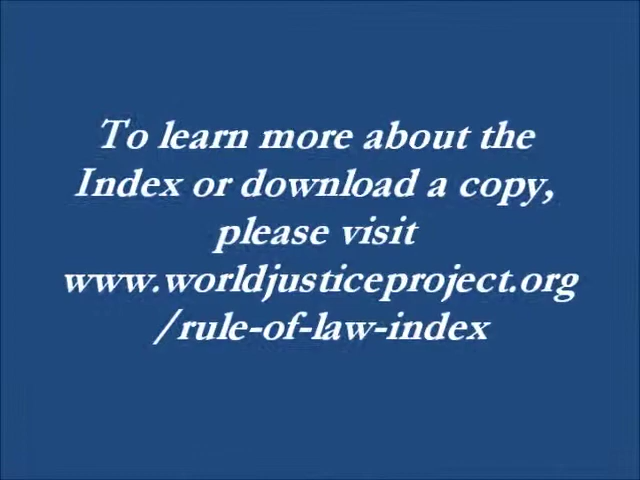 To learn more about the
Index or download a copy,
please visit
www.worldjusticeproject.org
/rule-of-law-index